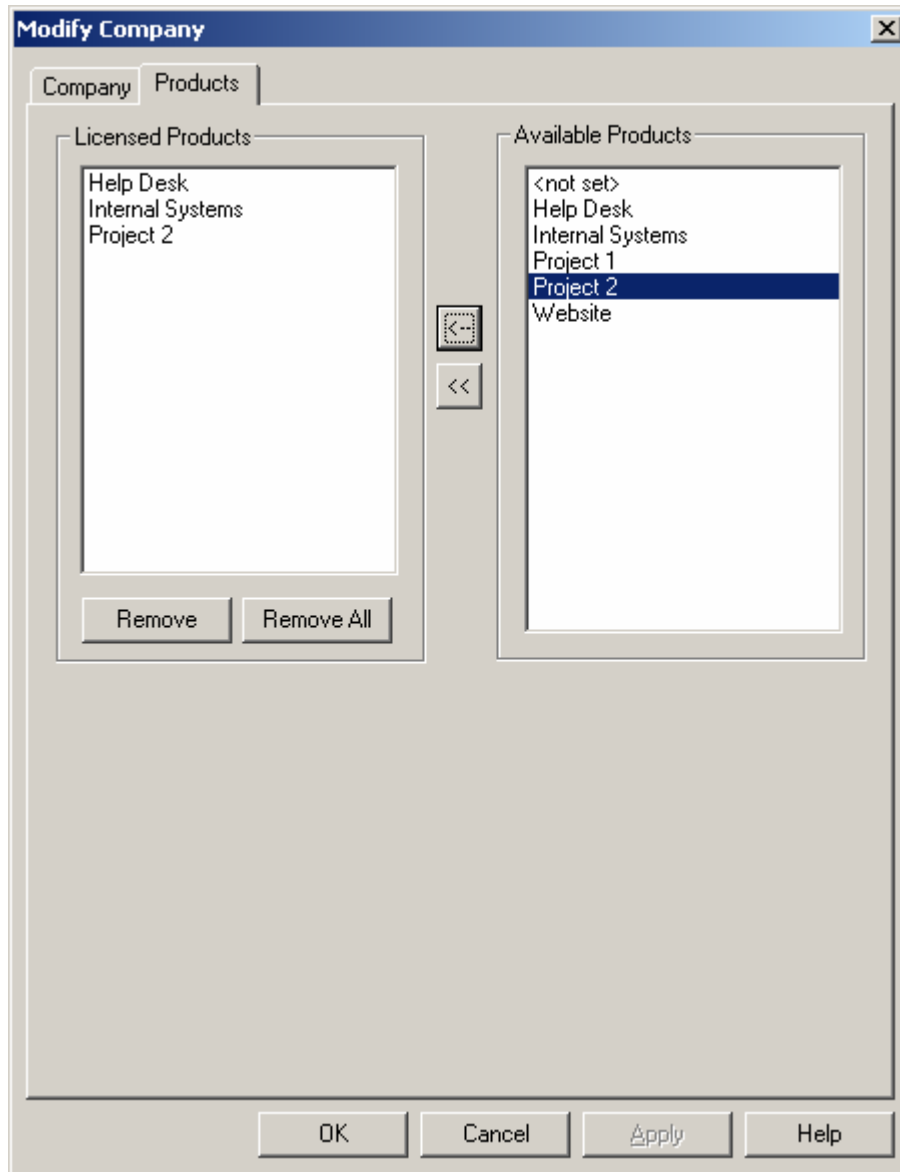 Modify Company
Company
Products
Licensed Products
Help Desk
Internal Systems
Project 2
Remove
Remove All
<--
<<
Available Products
<not set>
Help Desk
Internal Systems
Project 1
Project 2
Website
OK
Cancel
Apply
Help